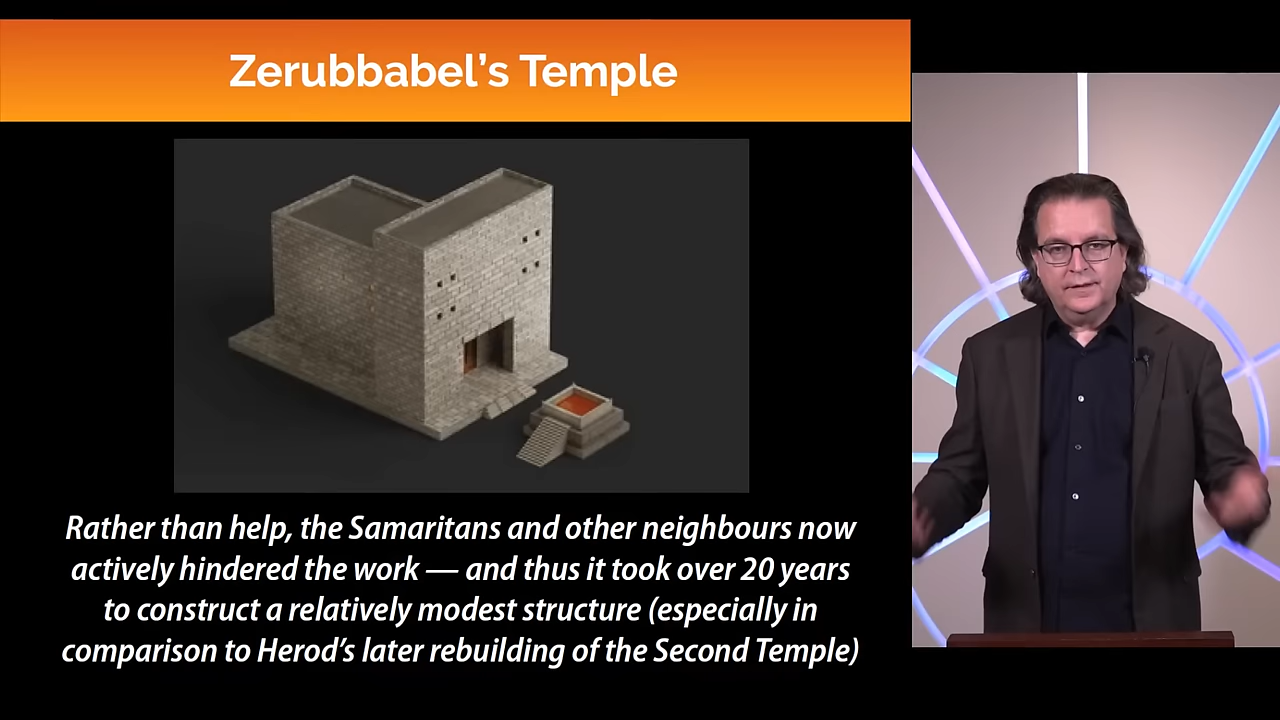 Zerubbabel’s Temple
Rather than help, the Samaritans and other neighbours now
actively hindered the work — and thus it took over 20 years
to construct a relatively modest structure (especially in
comparison to Herod’s later rebuilding of the Second Temple)